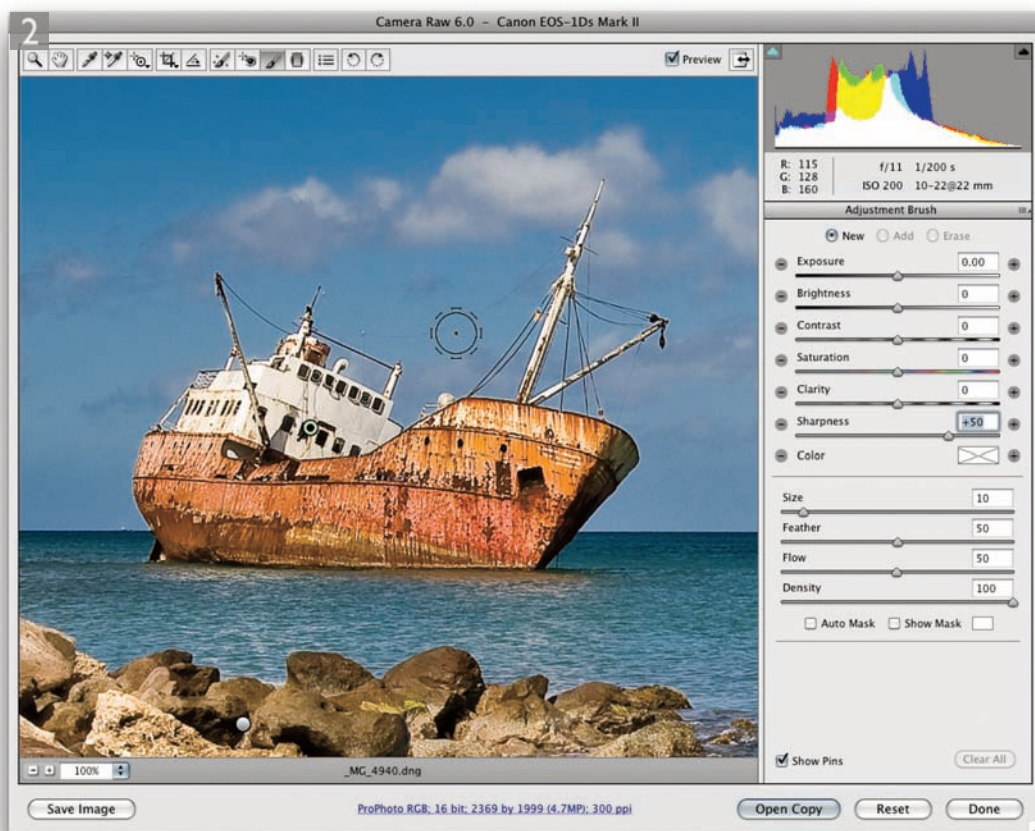 2
Camera Raw 6.0 – Canon EOS-1Ds Mark II
Preview
R: 115
G: 128
B: 160
f/11 1/200 s
ISO 200 10-22@22 mm
Adjustment Brush
New Add Erase
Exposure 0.00
Brightness 0
Contrast 0
Saturation 0
Clarity 0
Sharpness +50
Color
Size 10
Feather 50
Flow 50
Density 100
Auto Mask Show Mask
Show Pins Clear All
100% _MG_4940.dng
Save Image ProPhoto RGB; 16 bit; 2369 by 1999 (4.7MP); 300 ppi Open Copy Reset Done